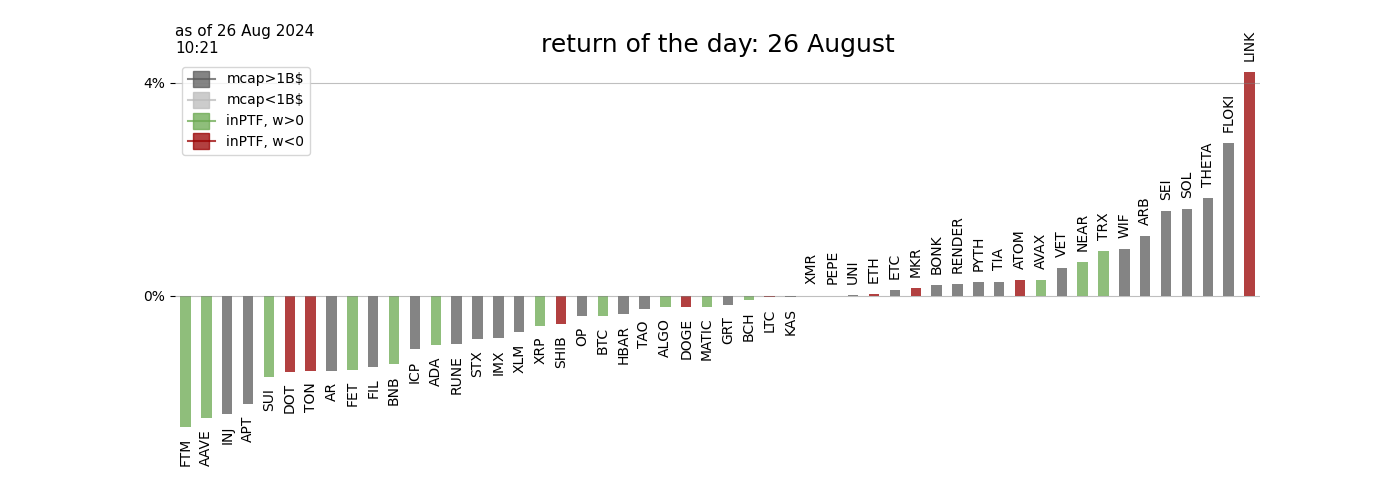 as of 26 Aug 2024
10:21
return of the day: 26 August
mcap>1B$
mcap<1B$
inPTF, w>0
inPTF, w<0
4%
0%
FTM
AAVE
INJ
APT
SUI
DOT
TON
AR
FET
FIL
BNB
ICP
ADA
RUNE
STX
IMX
XLM
XRP
SHIB
OP
BTC
HBAR
TAO
ALGO
DOGE
MATIC
GRT
BCH
LTC
KAS
XMR
PEPE
UNI
ETH
ETC
MKR
BONK
RENDER
PYTH
TIA
ATOM
AVAX
VET
NEAR
TRX
WIF
ARB
SEI
SOL
THETA
FLOKI
LINK